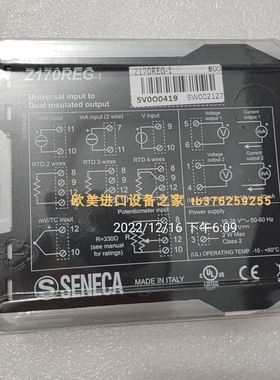 Z170REG-1
Universal input to
Dual insulated output
Z170REG-1
SV000419 SW002127
mA input
mA input (2 wire)
V input
Voltage output 1
Current output 1
Voltage output 2
Current output 2
RTD 2 wires
RTD 3 wires
RTD 4 wires
Potentiometer input
Power supply
欧美进口设备之家 tb376259255
mV/TC input
R=330Ω
(see manual
for ratings)
2022/12/16 下午6:09
50-60 Hz
2 W Max
Class 2
SENECA
MADE IN ITALY
(UL) OPERATING TEMP: -10 - +60°C